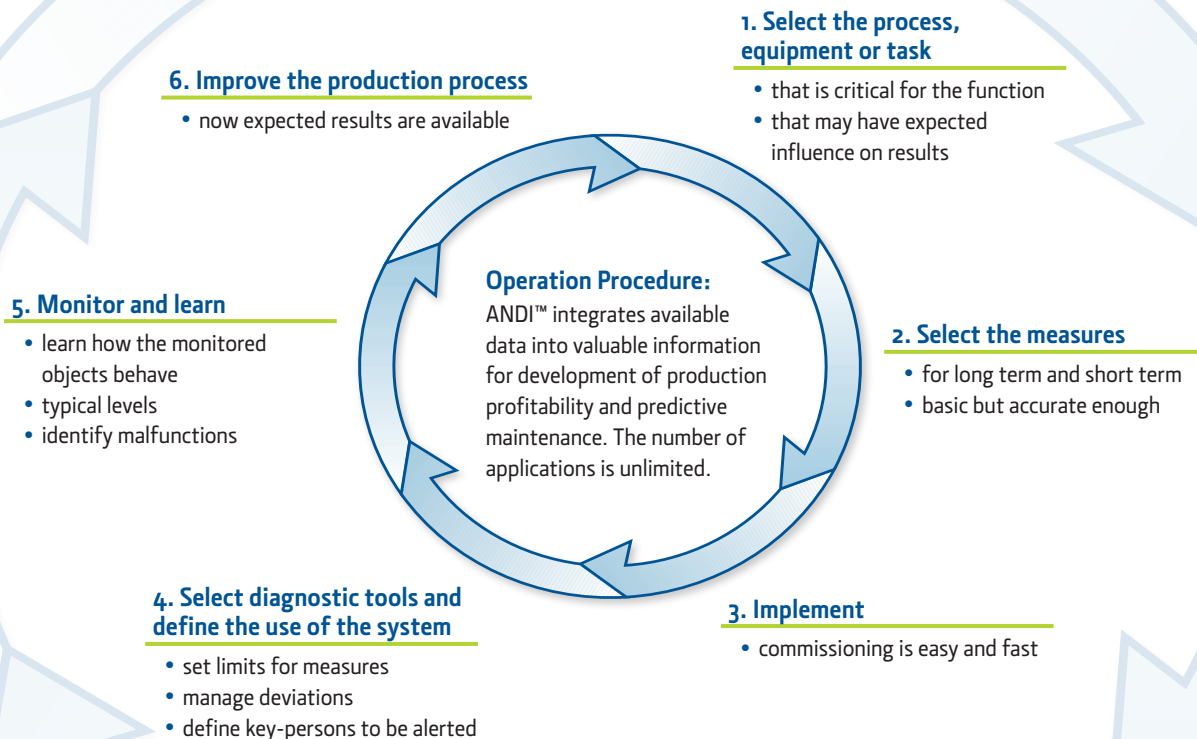 1. Select the process,
equipment or task
• that is critical for the function
• that may have expected
influence on results
2. Select the measures
• for long term and short term
• basic but accurate enough
3. Implement
• commissioning is easy and fast
4. Select diagnostic tools and
define the use of the system
• set limits for measures
• manage deviations
• define key-persons to be alerted
5. Monitor and learn
• learn how the monitored
objects behave
• typical levels
• identify malfunctions
6. Improve the production process
• now expected results are available
Operation Procedure:
ANDI™ integrates available
data into valuable information
for development of production
profitability and predictive
maintenance. The number of
applications is unlimited.